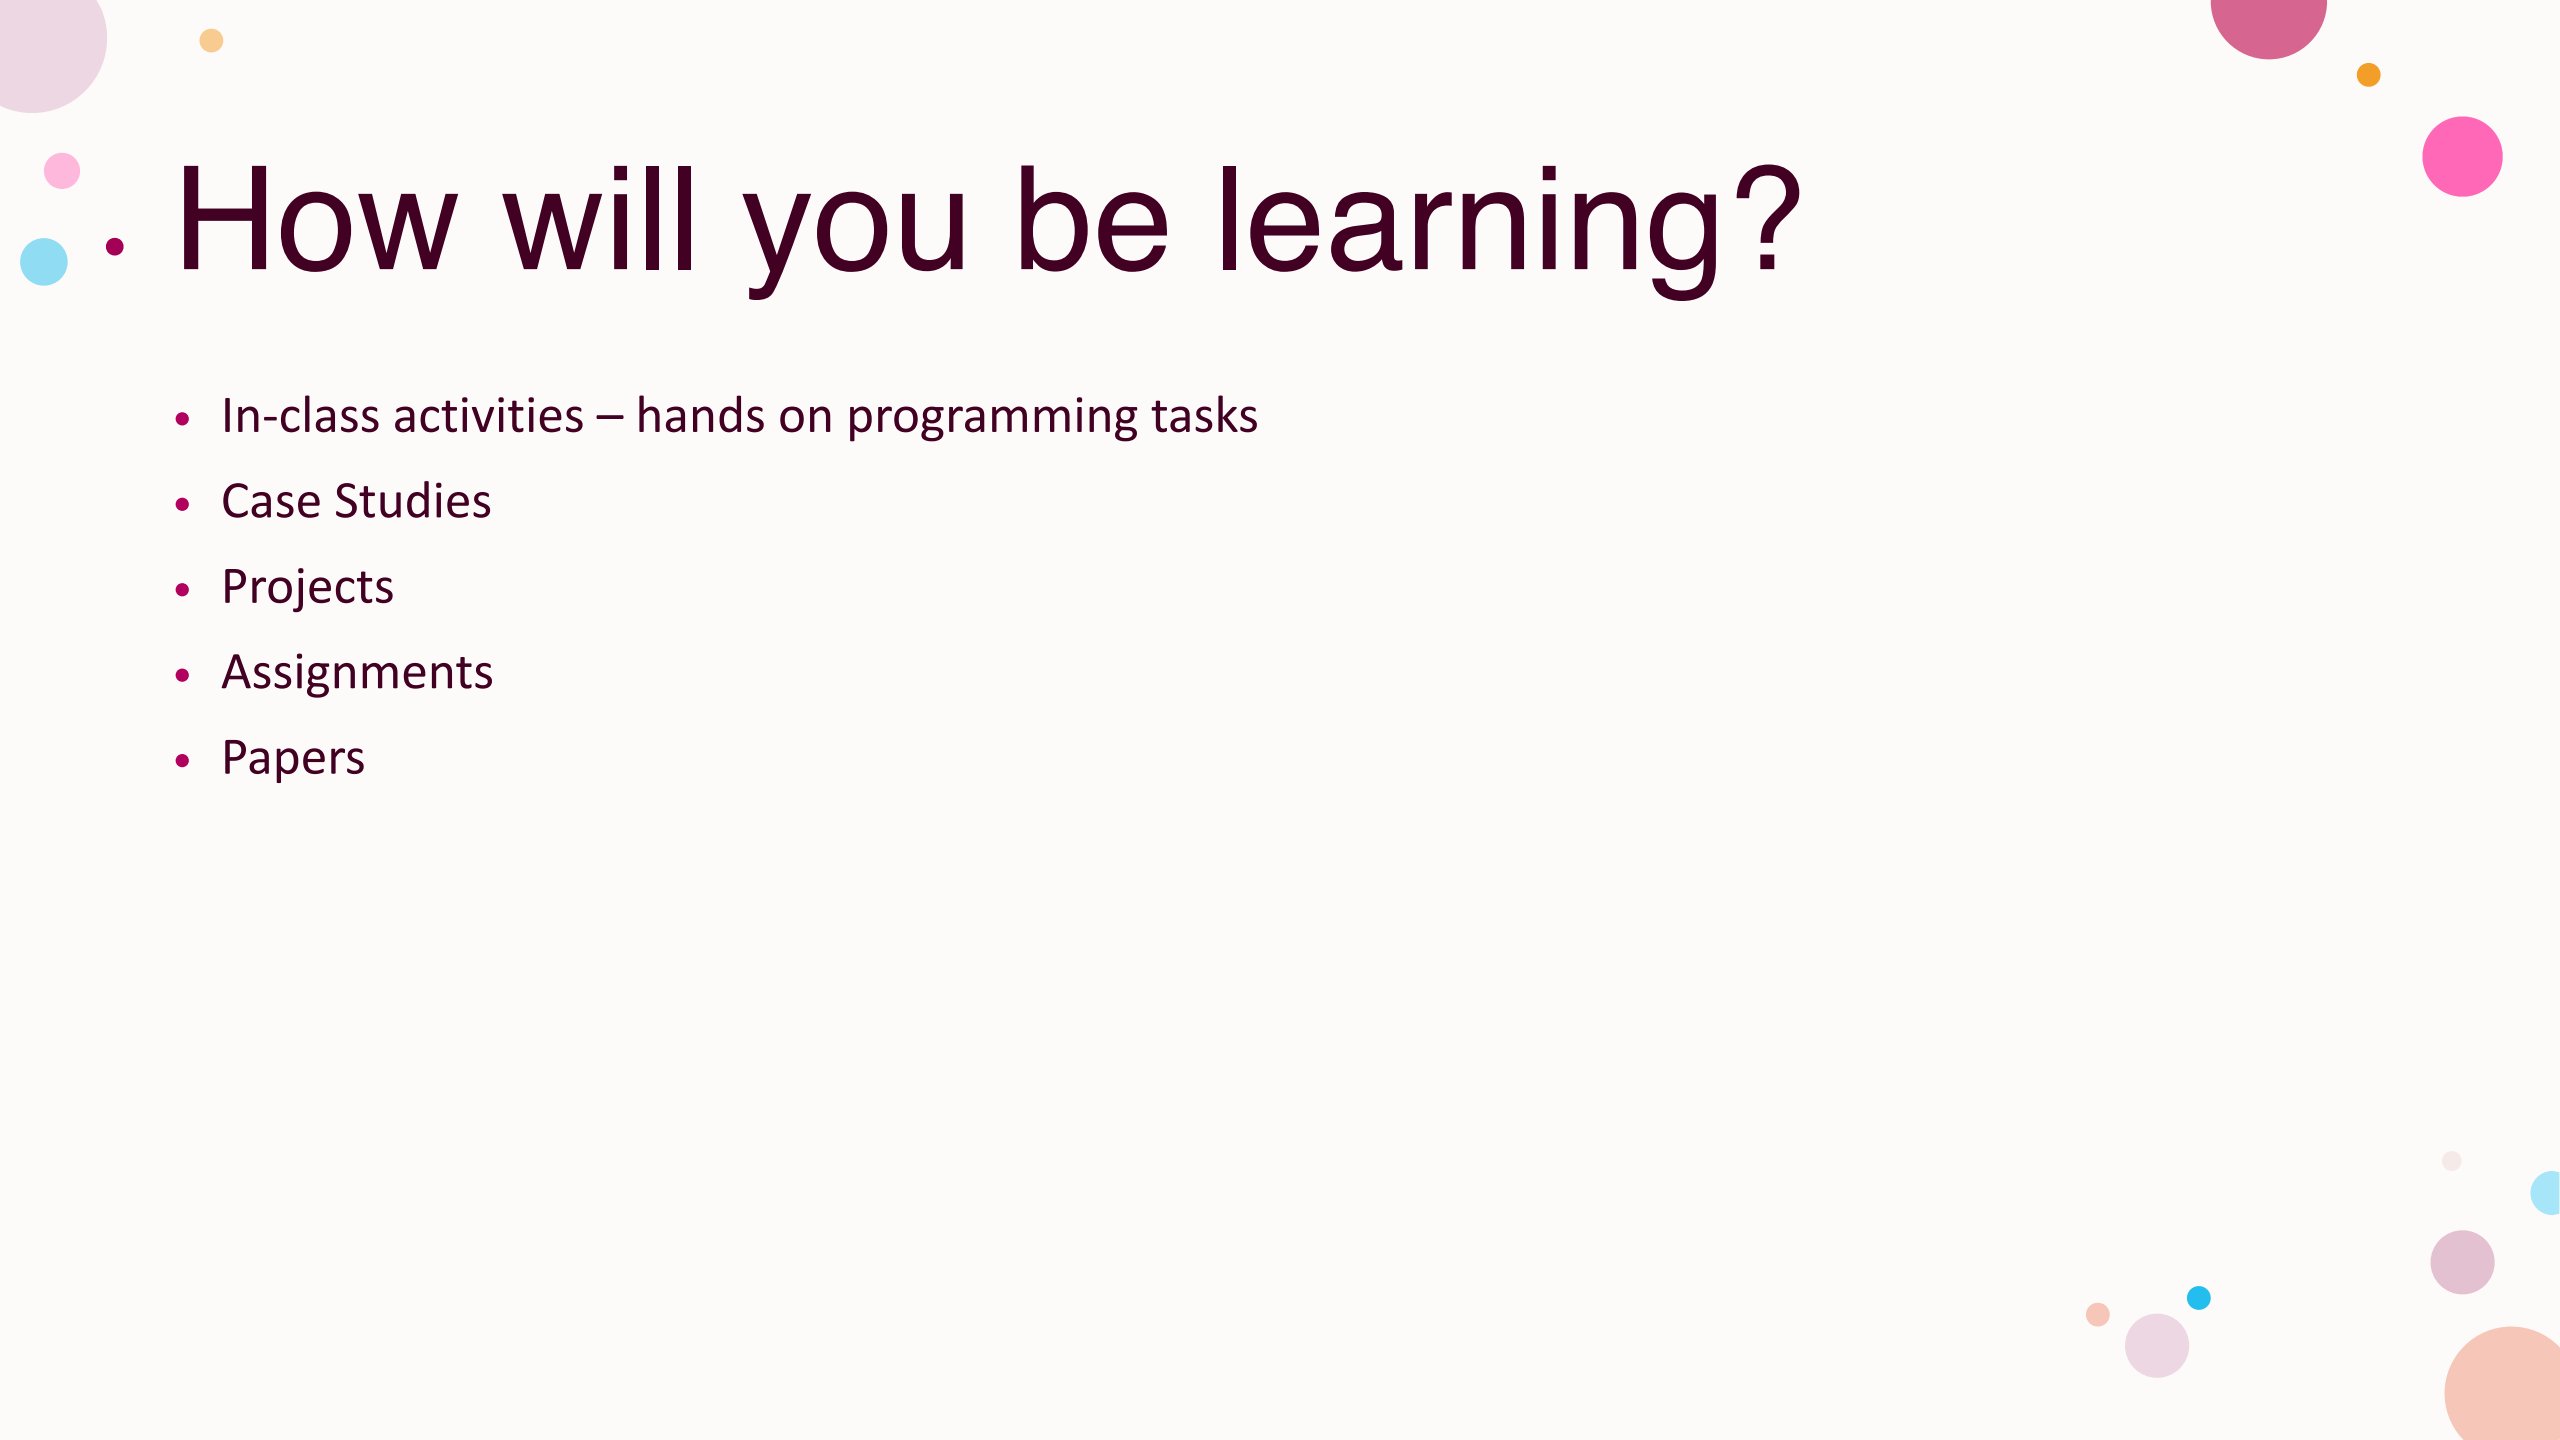 How will you be learning?
• In-class activities – hands on programming tasks
• Case Studies
• Projects
• Assignments
• Papers